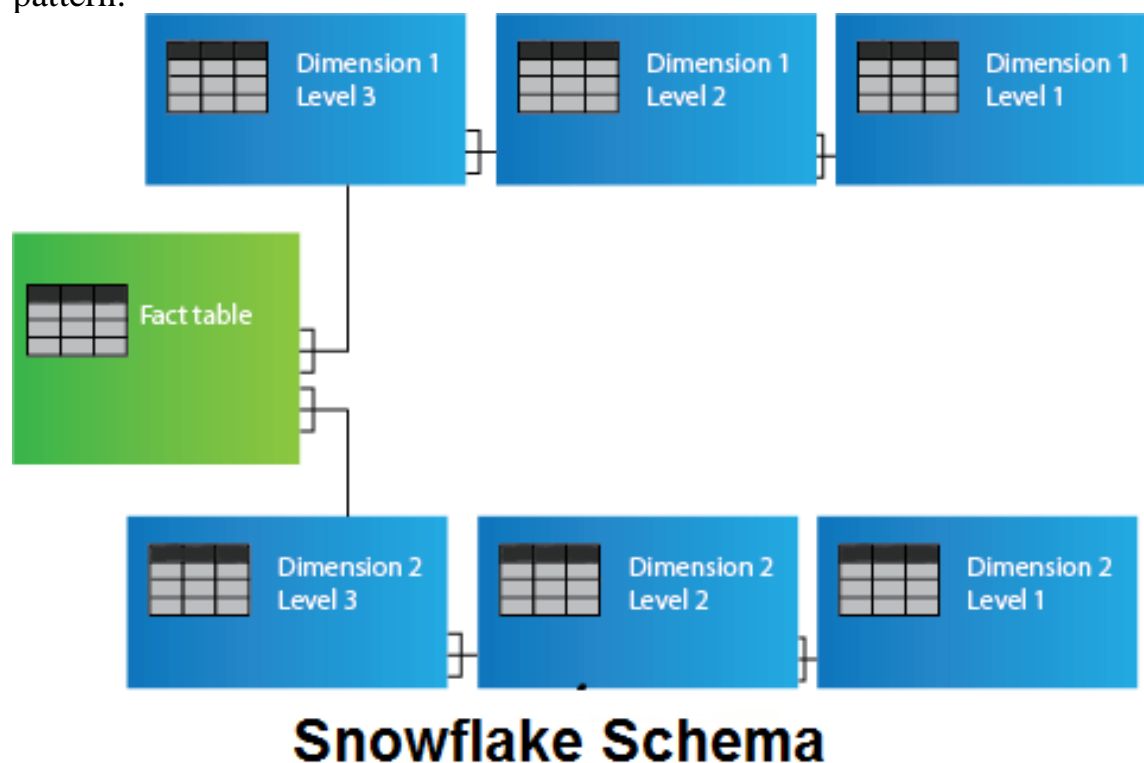 pattern.
Dimension 1
Level 3
Dimension 1
Level 2
Dimension 1
Level 1
Fact table
Dimension 2
Level 3
Dimension 2
Level 2
Dimension 2
Level 1
Snowflake Schema